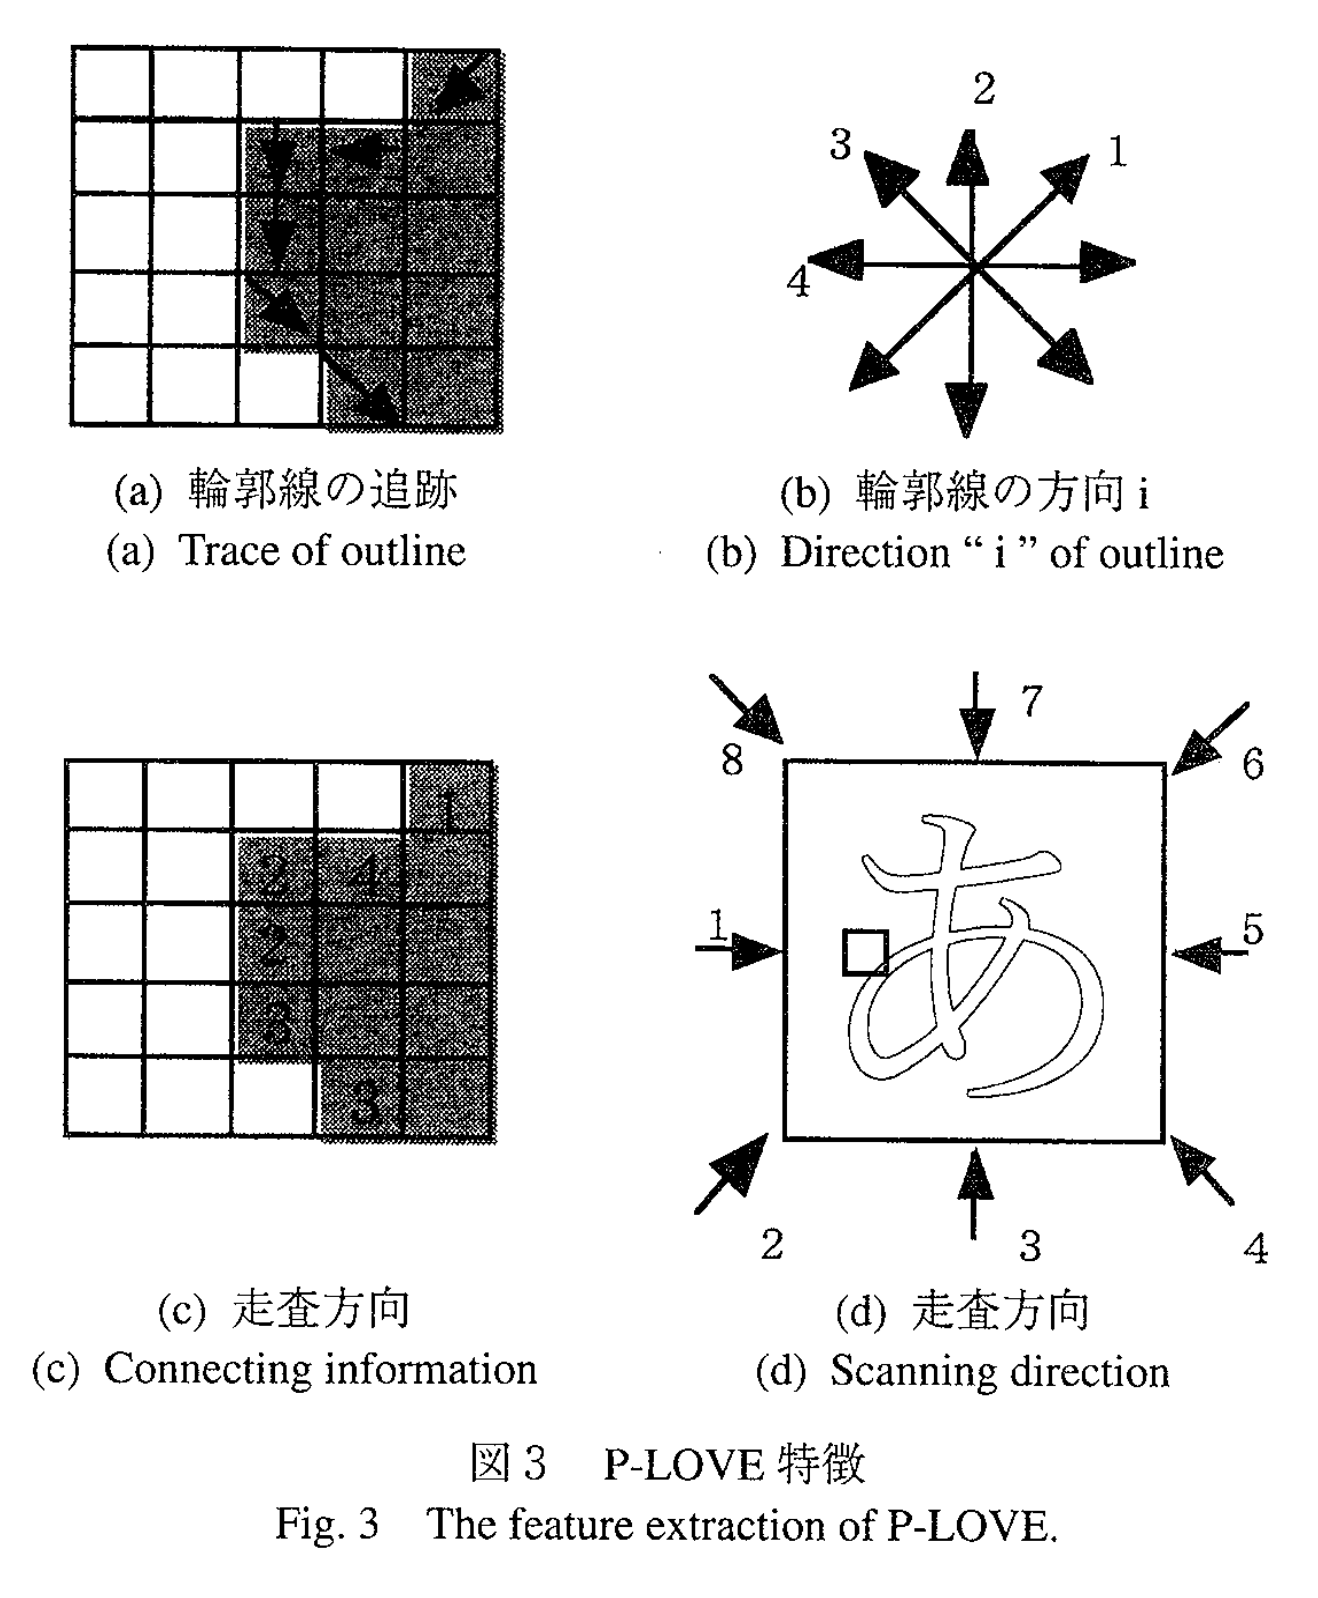 2
3
1
4
(a) 輪郭線の追跡
(a) Trace of outline
(b) 輪郭線の方向 i
(b) Direction “ i ” of outline
1
2 4
2
3
3
7
8
6
1
5
2
3
4
(c) 走査方向
(c) Connecting information
(d) 走査方向
(d) Scanning direction
あ
図 3 P-LOVE 特徴
Fig. 3 The feature extraction of P-LOVE.